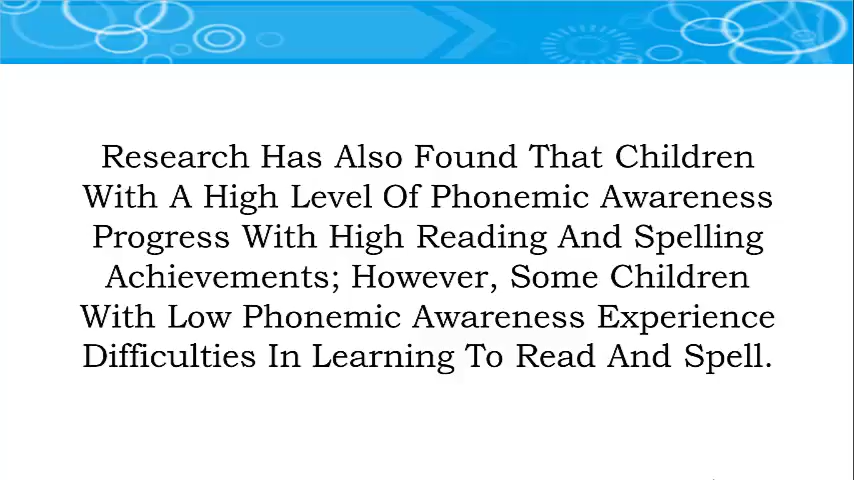 Research Has Also Found That Children
With A High Level Of Phonemic Awareness
Progress With High Reading And Spelling
Achievements; However, Some Children
With Low Phonemic Awareness Experience
Difficulties In Learning To Read And Spell.